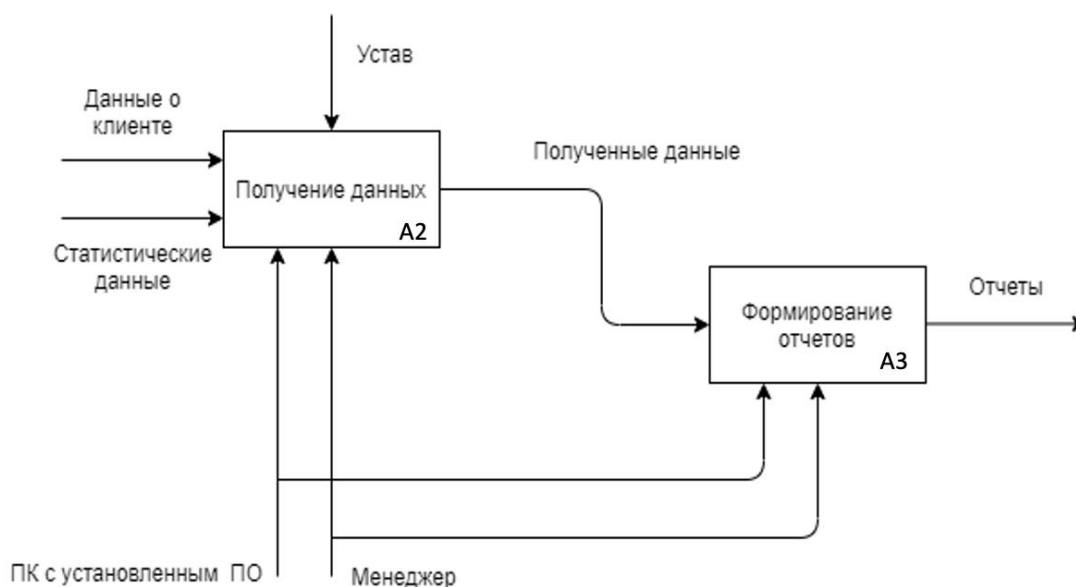 Устав
Данные о
клиенте
Получение данных
A2
Полученные данные
Статистические
данные
Формирование
отчетов
A3
Отчеты
ПК с установленным ПО
Менеджер